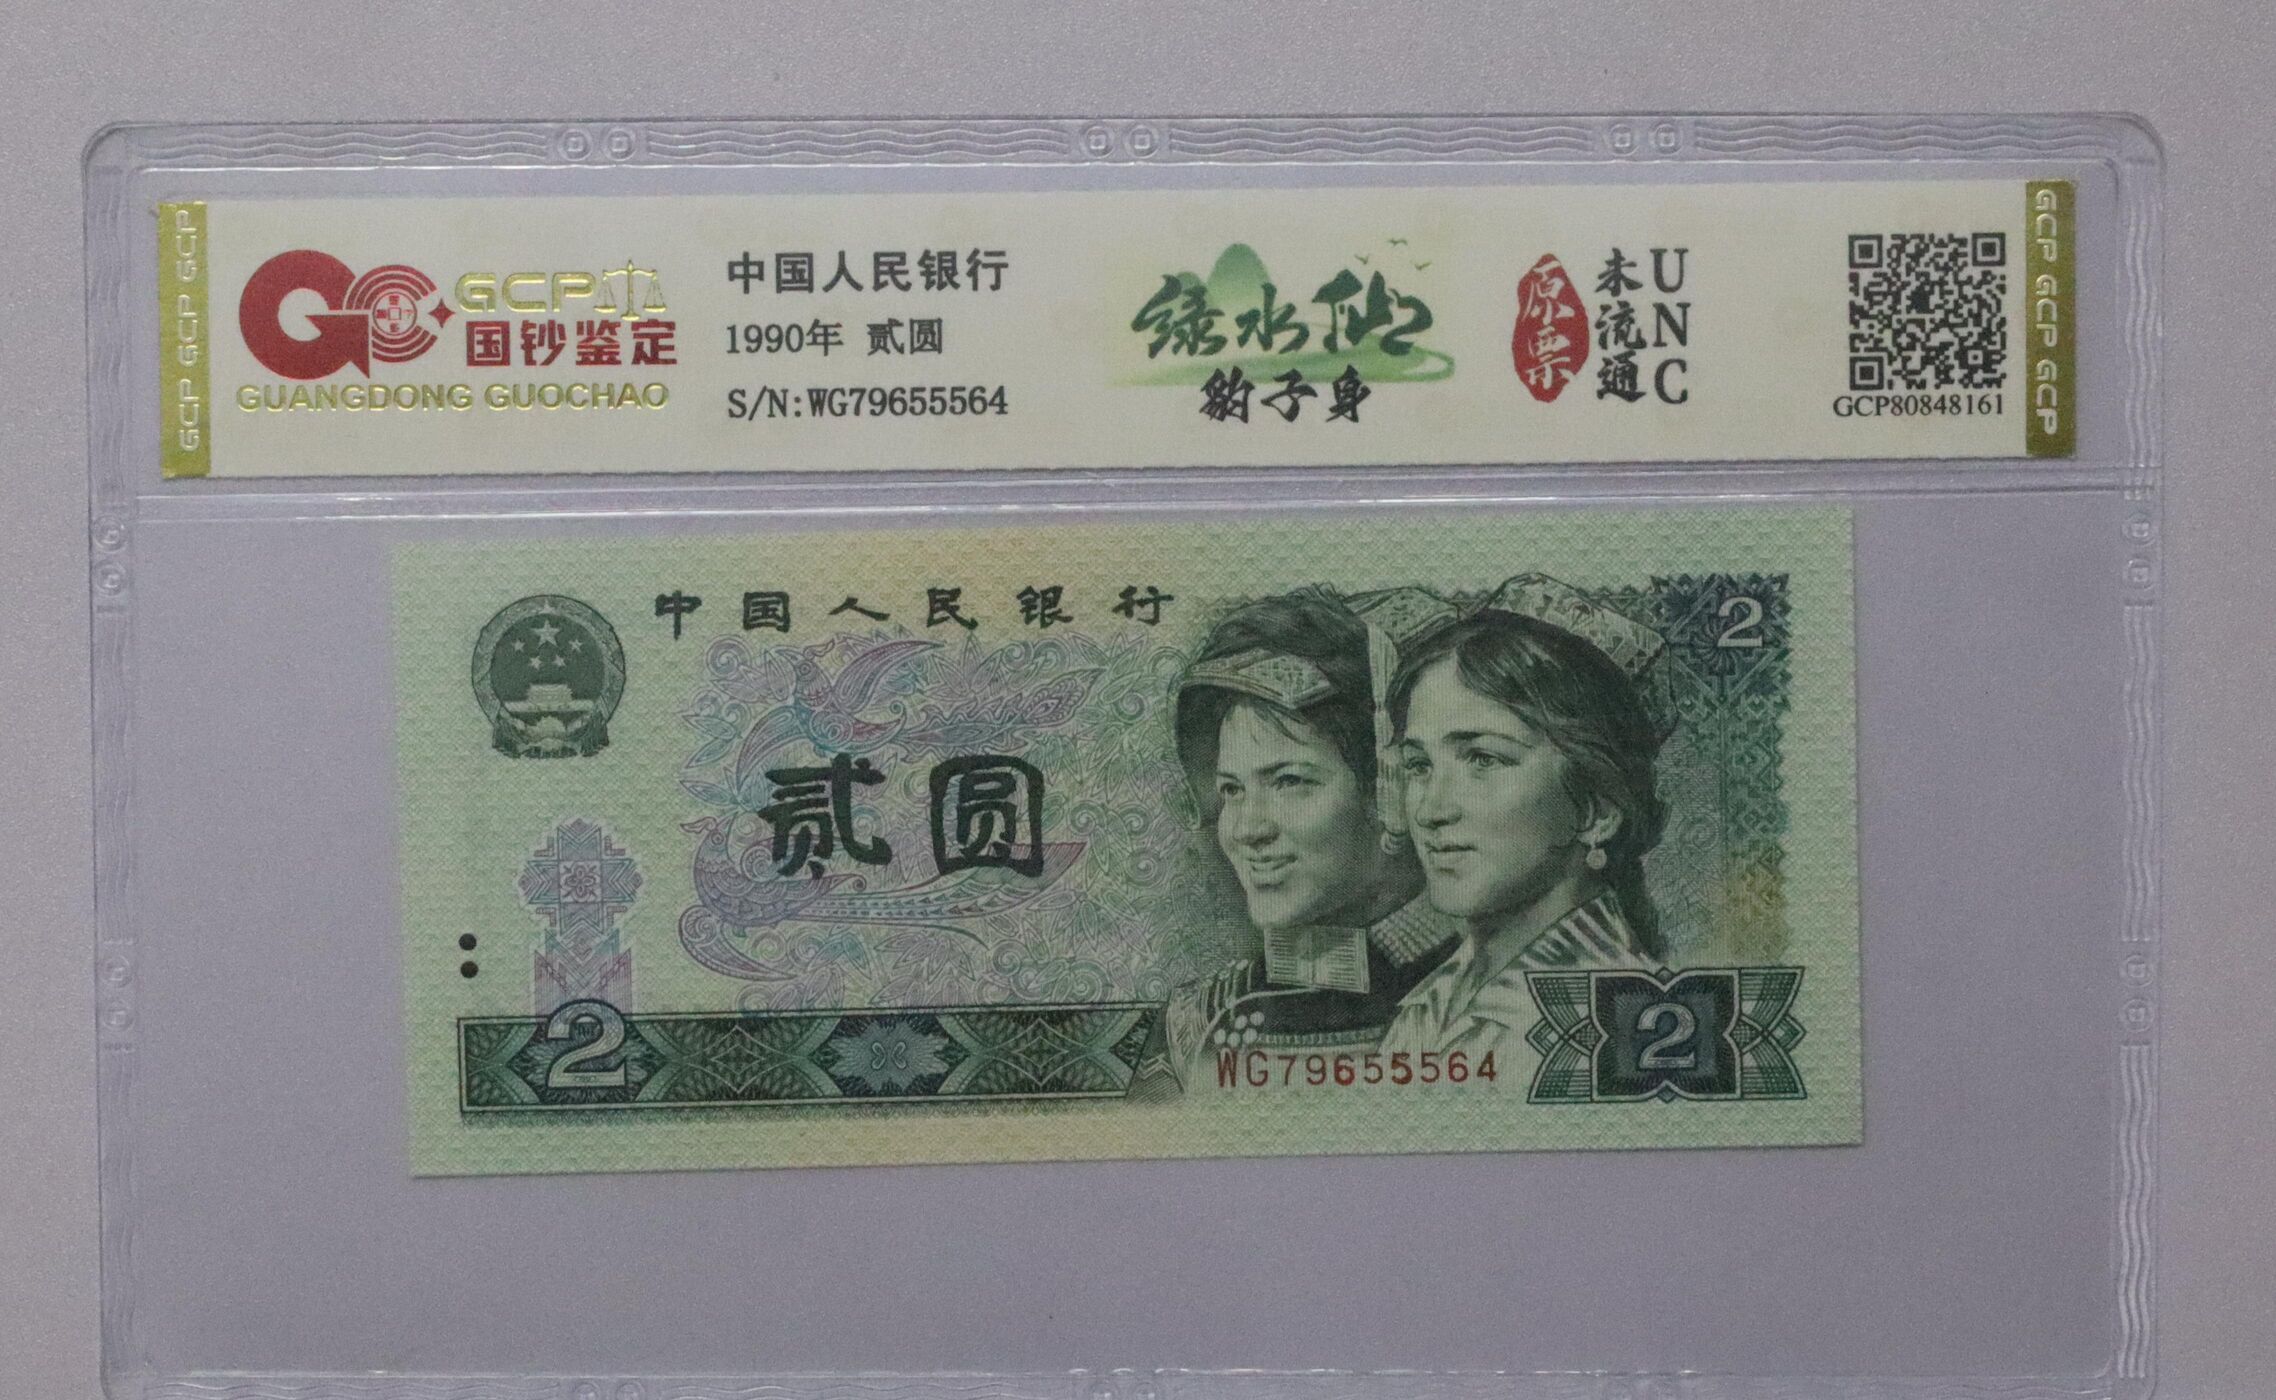 GCP GCP GCP
GCP
国钞鉴定
GUANGDONG GUOCHAO
中国人民银行
1990年 贰圆
S/N:WG79655564
绿水仙
豹子身
原票
未流通
UNC
GCP80848161
GCP GCP GCP GCP
中国人民银行
2
贰圆
2
WG79655564
2